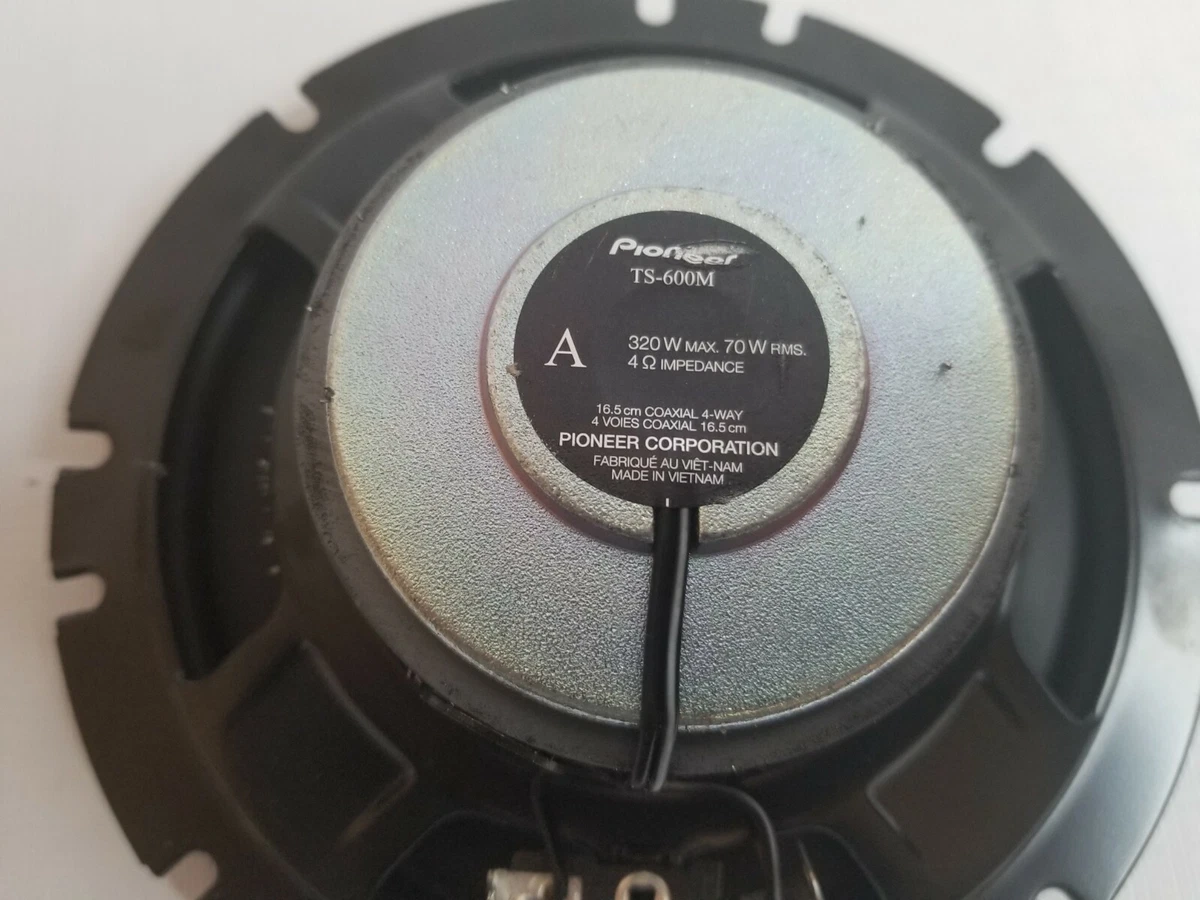 Pioneer
TS-600M
A
320 W MAX. 70 W RMS.
4 Ω IMPEDANCE
16.5 cm COAXIAL 4-WAY
4 VOIES COAXIAL 16.5 cm
PIONEER CORPORATION
FABRIQUÉ AU VIÊT-NAM
MADE IN VIETNAM